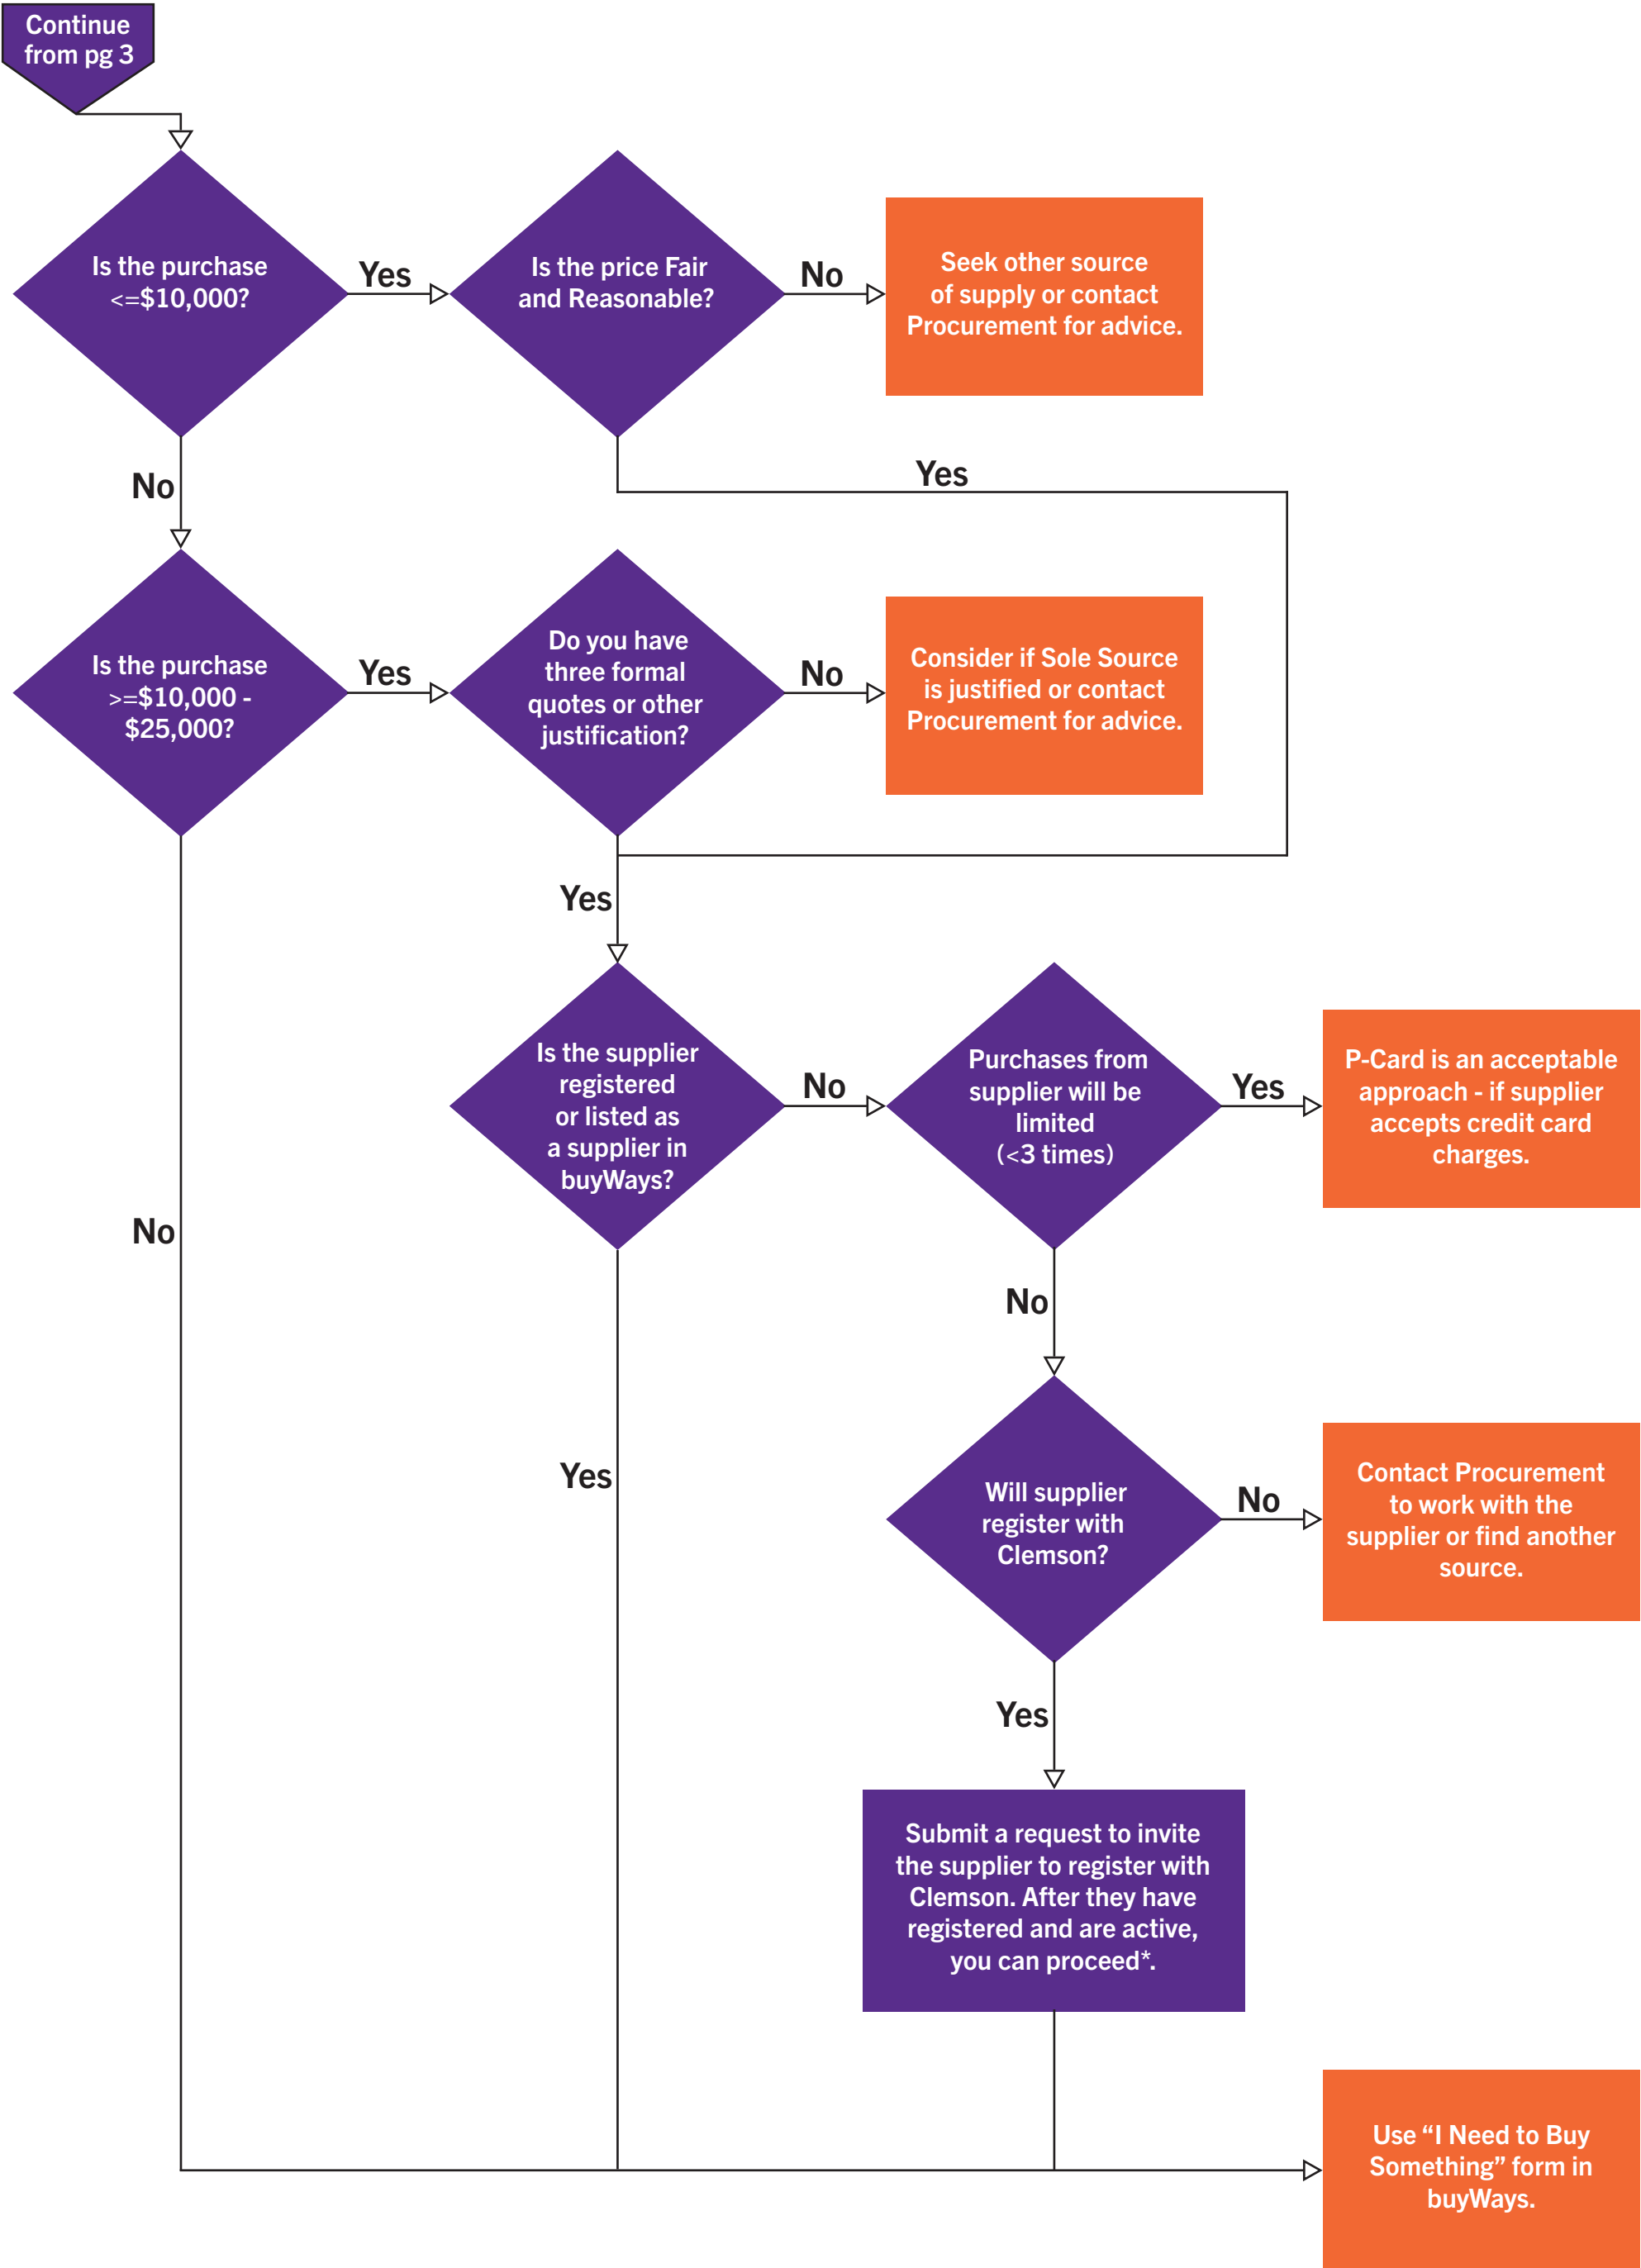 Continue
from pg 3
Is the purchase
<=$10,000?
Yes
Is the price Fair
and Reasonable?
No
Seek other source
of supply or contact
Procurement for advice.
No
Yes
Is the purchase
>=$10,000 -
$25,000?
Yes
Do you have
three formal
quotes or other
justification?
No
Consider if Sole Source
is justified or contact
Procurement for advice.
Yes
Is the supplier
registered
or listed as
a supplier in
buyWays?
No
Purchases from
supplier will be
limited
(<3 times)
Yes
P-Card is an acceptable
approach - if supplier
accepts credit card
charges.
No
No
Yes
Will supplier
register with
Clemson?
No
Contact Procurement
to work with the
supplier or find another
source.
Yes
Submit a request to invite
the supplier to register with
Clemson. After they have
registered and are active,
you can proceed*.
Use “I Need to Buy
Something” form in
buyWays.